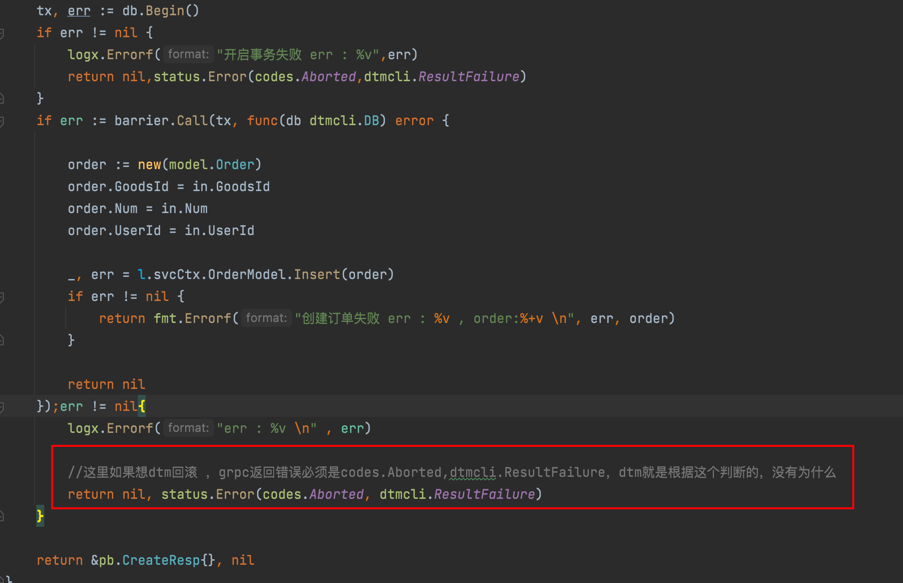 tx, err := db.Begin()
if err != nil {
logx.Errorf( format: "开启事务失败 err : %v",err)
return nil,status.Error(codes.Aborted,dtmcli.ResultFailure)
}
if err := barrier.Call(tx, func(db dtmcli.DB) error {
order := new(model.Order)
order.GoodsId = in.GoodsId
order.Num = in.Num
order.UserId = in.UserId
_, err = l.svcCtx.OrderModel.Insert(order)
if err != nil {
return fmt.Errorf( format: "创建订单失败 err : %v , order:%+v \n", err, order)
}
return nil
});err != nil{
logx.Errorf( format: "err : %v \n" , err)
//这里如果想dtm回滚 ，grpc返回错误必须是codes.Aborted,dtmcli.ResultFailure，dtm就是根据这个判断的，没有为什么
return nil, status.Error(codes.Aborted, dtmcli.ResultFailure)
}
return &pb.CreateResp{}, nil
}